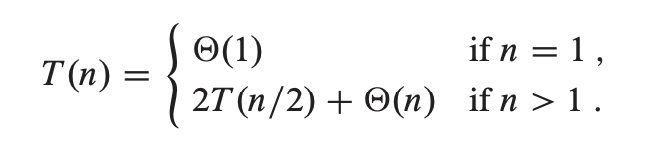 T(n) = { Θ(1) if n = 1 ,
2T(n/2) + Θ(n) if n > 1 .